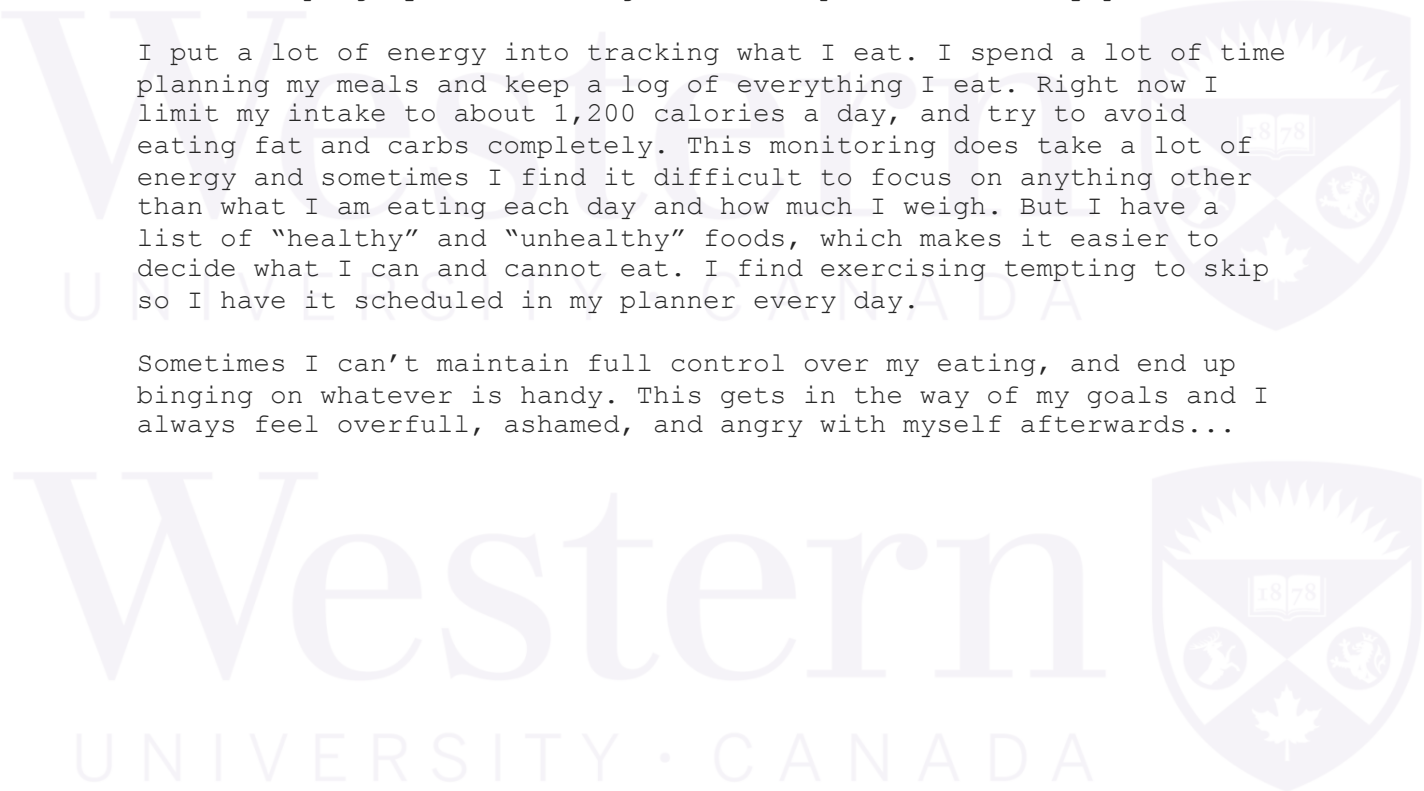 I put a lot of energy into tracking what I eat. I spend a lot of time
planning my meals and keep a log of everything I eat. Right now I
limit my intake to about 1,200 calories a day, and try to avoid
eating fat and carbs completely. This monitoring does take a lot of
energy and sometimes I find it difficult to focus on anything other
than what I am eating each day and how much I weigh. But I have a
list of “healthy” and “unhealthy” foods, which makes it easier to
decide what I can and cannot eat. I find exercising tempting to skip
so I have it scheduled in my planner every day.
Sometimes I can’t maintain full control over my eating, and end up
binging on whatever is handy. This gets in the way of my goals and I
always feel overfull, ashamed, and angry with myself afterwards...
Western
1878
UNIVERSITY · CANADA
Western
1878
UNIVERSITY · CANADA